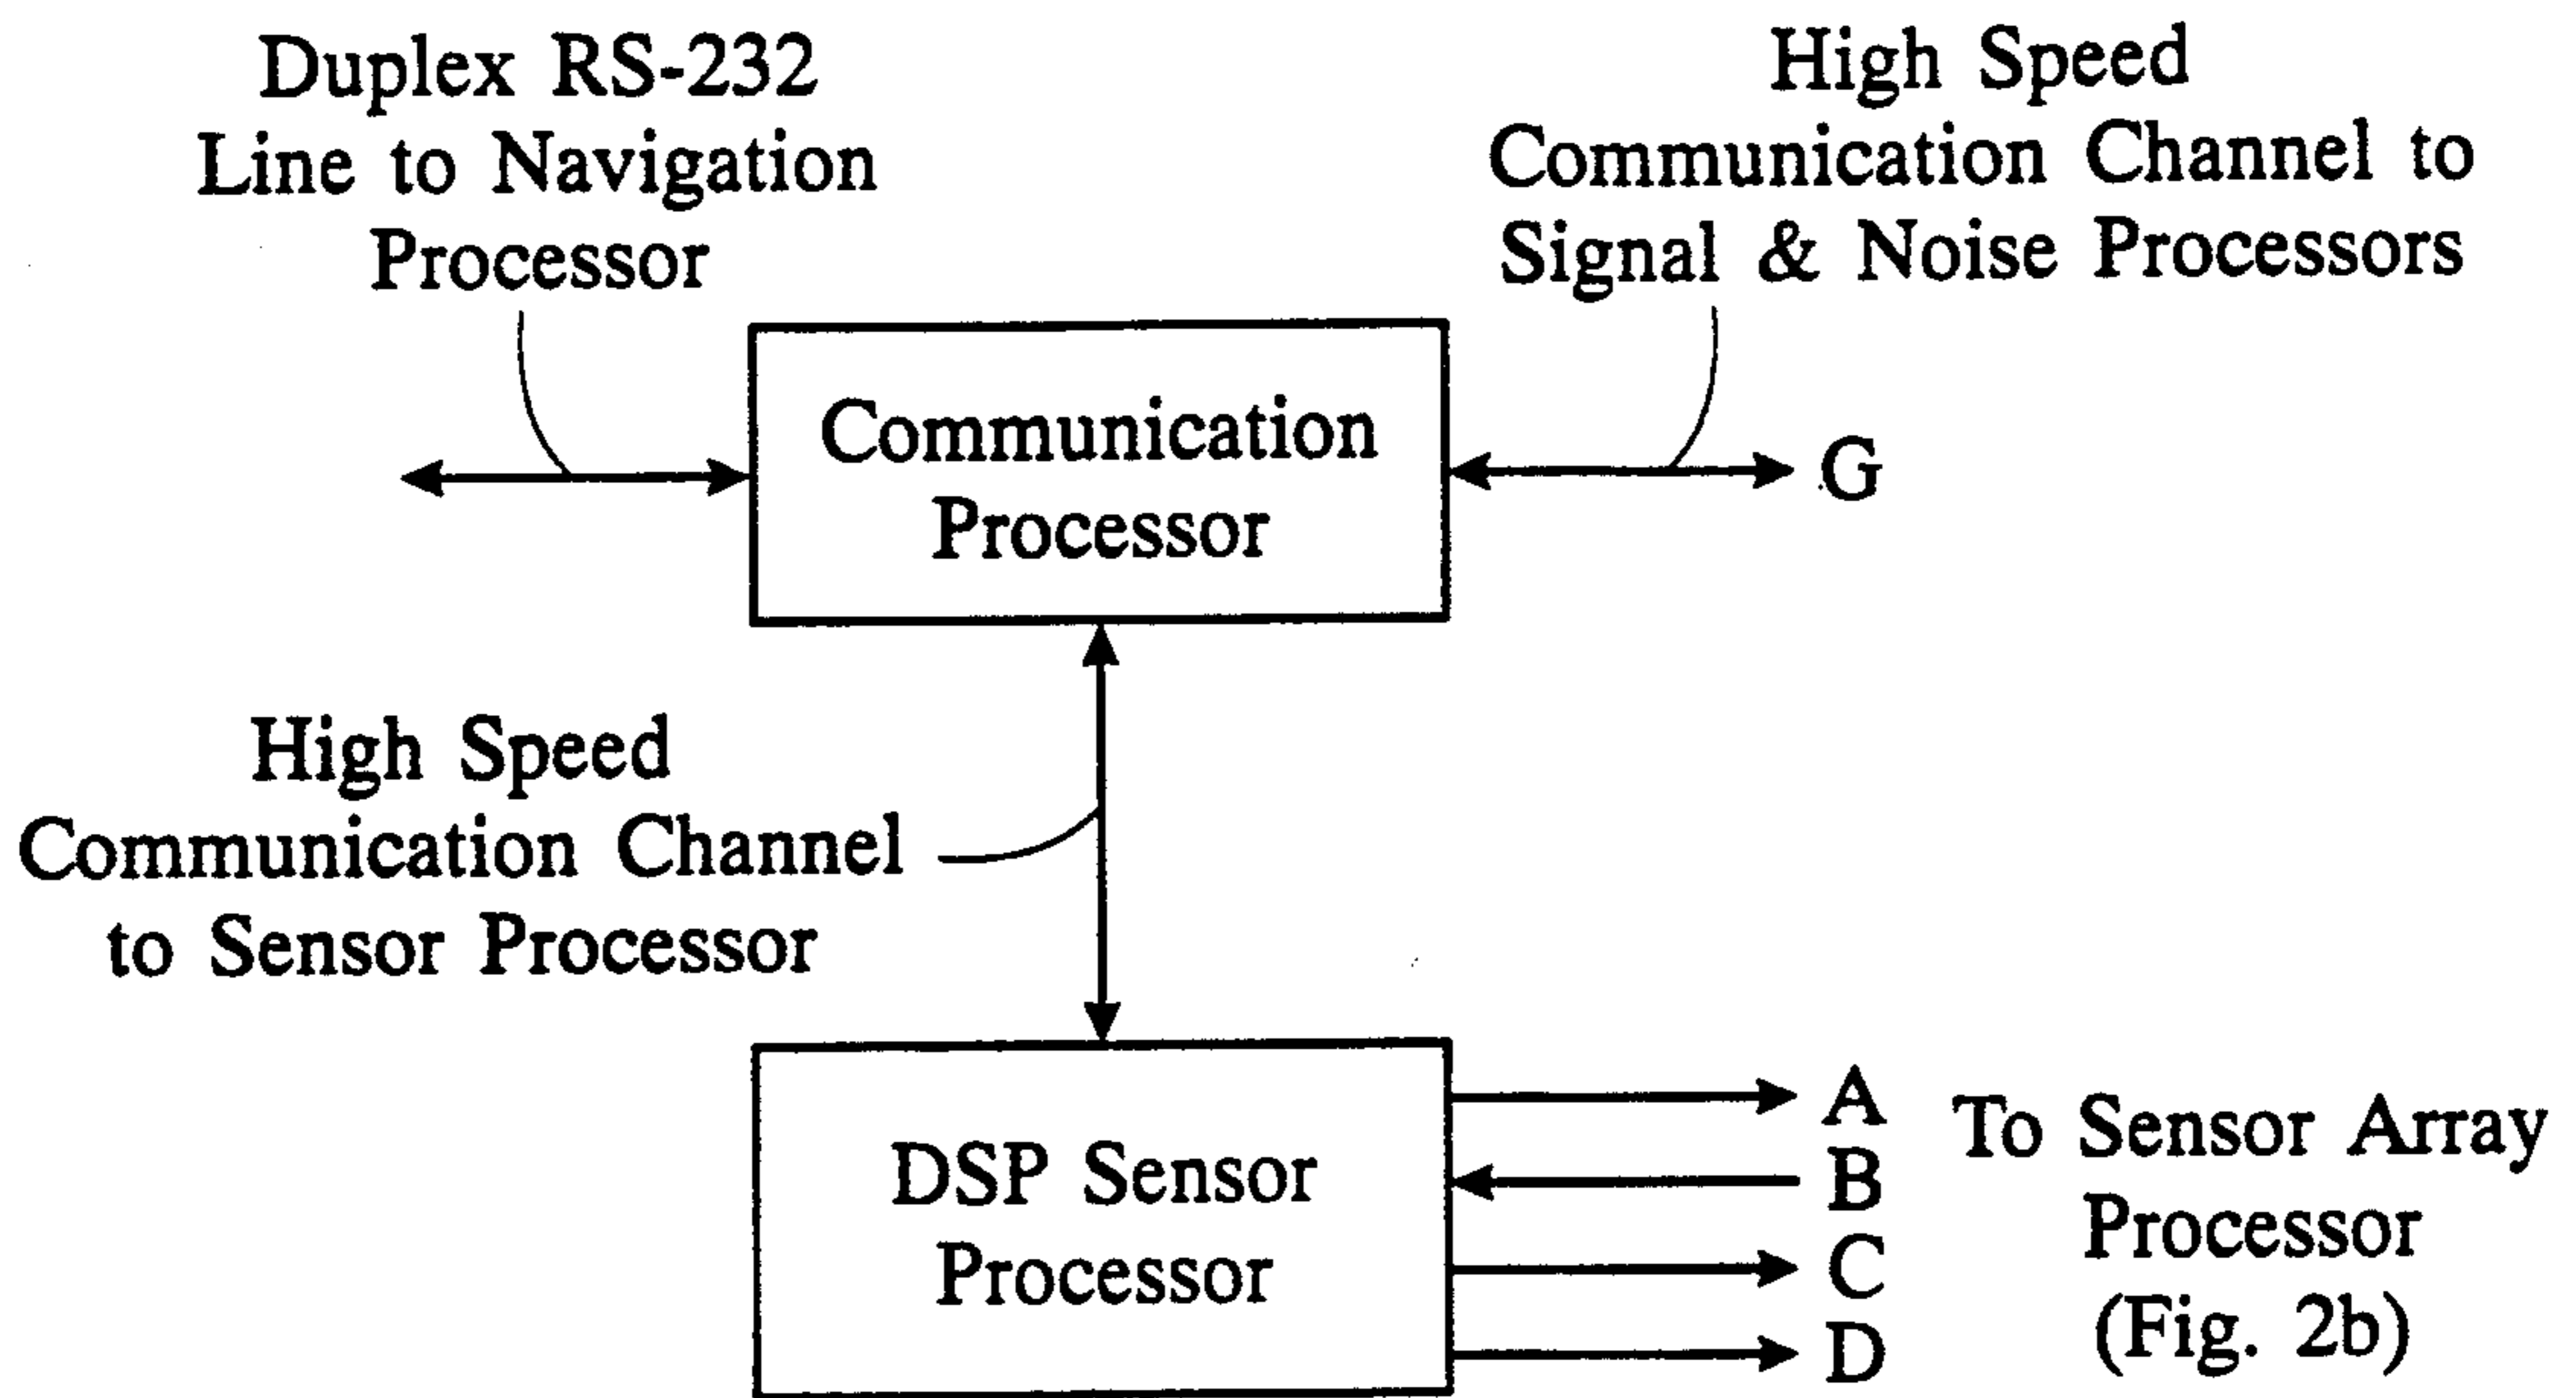 Duplex RS-232
Line to Navigation
Processor
High Speed
Communication Channel to
Signal & Noise Processors
Communication
Processor
G
High Speed
Communication Channel
to Sensor Processor
DSP Sensor
Processor
A
B
C
D
To Sensor Array
Processor
(Fig. 2b)